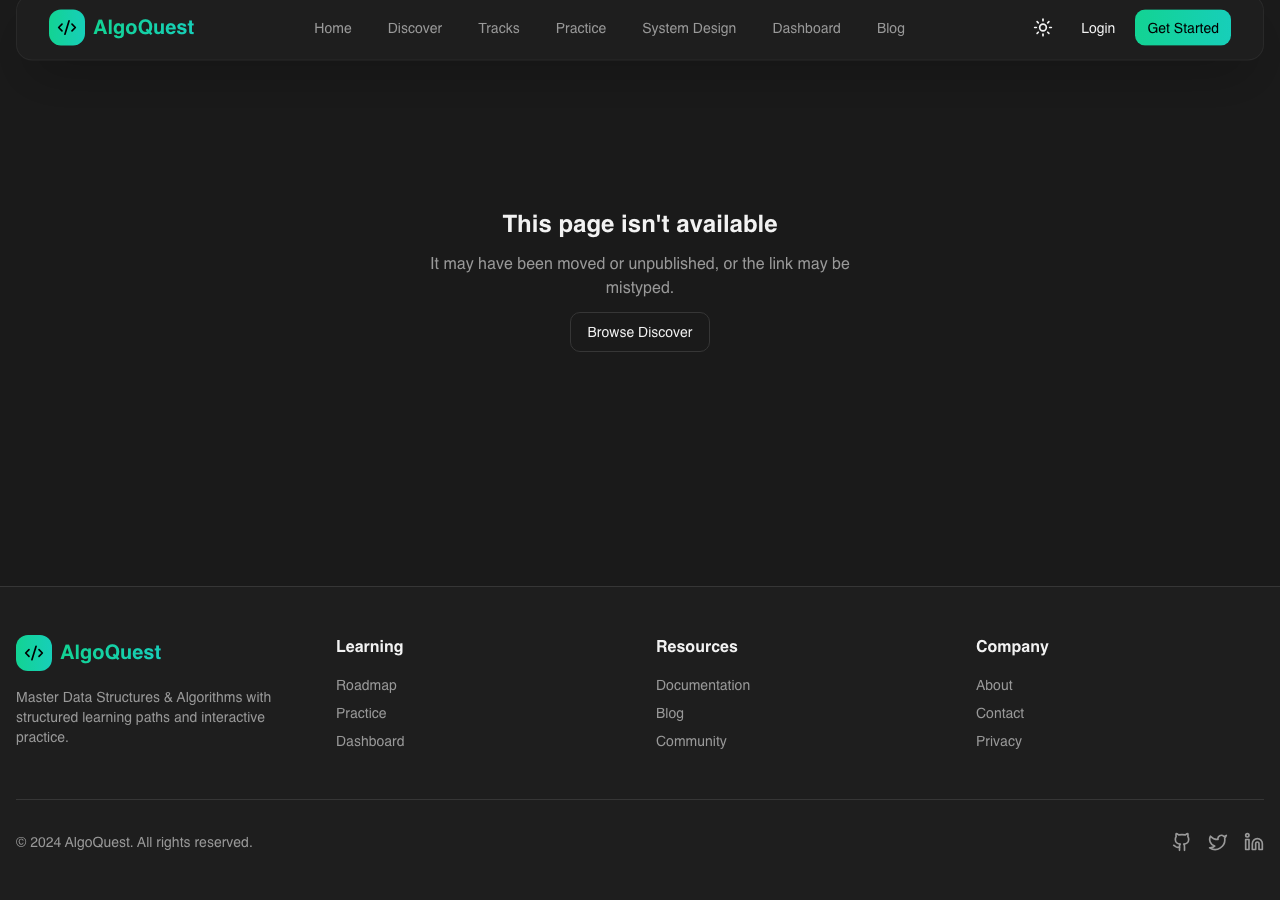 AlgoQuest
Home
Discover
Tracks
Practice
System Design
Dashboard
Blog
Login
Get Started
This page isn't available
It may have been moved or unpublished, or the link may be
mistyped.
Browse Discover
AlgoQuest
Master Data Structures & Algorithms with
structured learning paths and interactive
practice.
Learning
Roadmap
Practice
Dashboard
Resources
Documentation
Blog
Community
Company
About
Contact
Privacy
© 2024 AlgoQuest. All rights reserved.